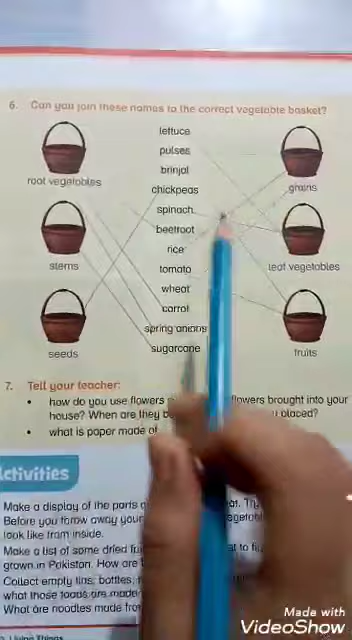 6. Can you join these names to the correct vegetable basket?
lettuce
pulses
brinjal
root vegetables
chickpeas
grains
spinach
beetroot
rice
stems
tomato
leaf vegetables
wheat
carrot
spring onions
seeds
sugarcane
fruits
7. Tell your teacher:
• how do you use flowers flowers brought into your
house? When are they placed?
• what is paper made of
Activities
Make a display of the parts
Before you throw away your
look like from inside.
Make a list of some dried
grown in Pakistan. How are
Collect empty tins, bottles,
what those foods are made
What are noodles made from
Living Things
Made with
VideoShow